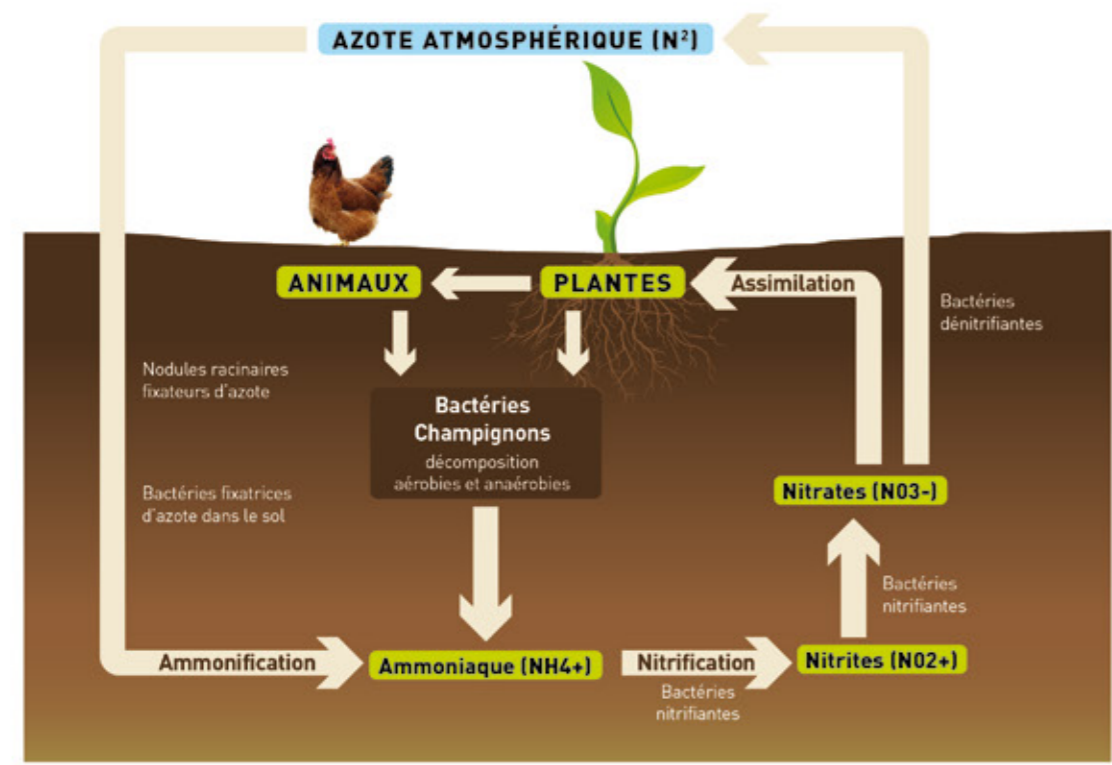 AZOTE ATMOSPHÉRIQUE (N²)
ANIMAUX
PLANTES
Assimilation
Bactéries
dénitrifiantes
Nodules racinaires
fixateurs d'azote
Bactéries
Champignons
décomposition
aérobies et anaérobies
Bactéries fixatrices
d'azote dans le sol
Nitrates (N03-)
Bactéries
nitrifiantes
Ammonification
Ammoniaque (NH4+)
Nitrification
Bactéries
nitrifiantes
Nitrites (N02+)